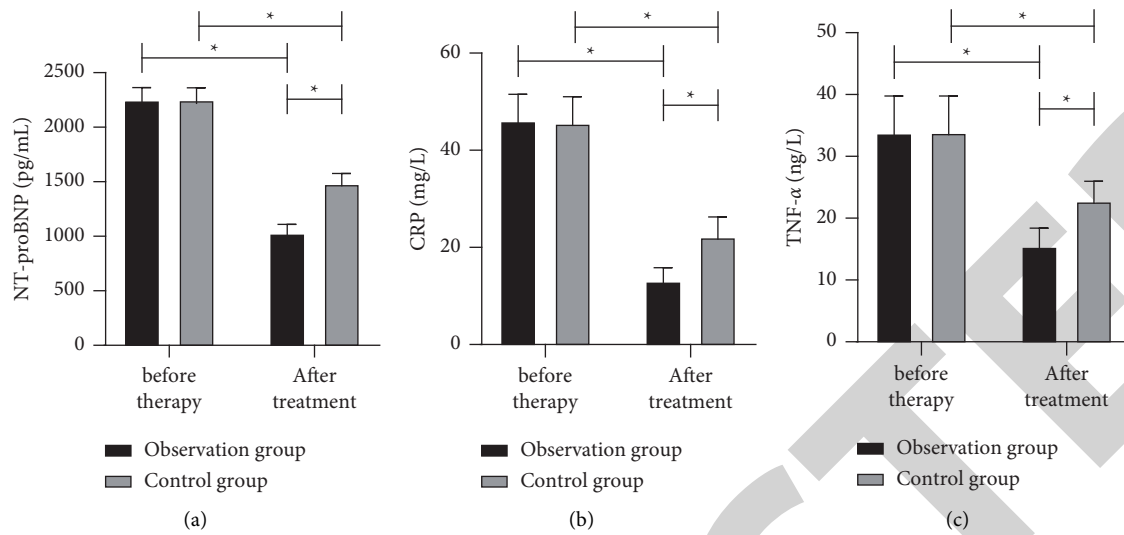 *
*
*
2500
2000
1500
1000
500
0
NT-proBNP (pg/mL)
before
therapy
After
treatment
Observation group
Control group
(a)
*
*
*
60
40
20
0
CRP (mg/L)
before
therapy
After
treatment
Observation group
Control group
(b)
*
*
*
50
40
30
20
10
0
TNF-α (ng/L)
before
therapy
After
treatment
Observation group
Control group
(c)